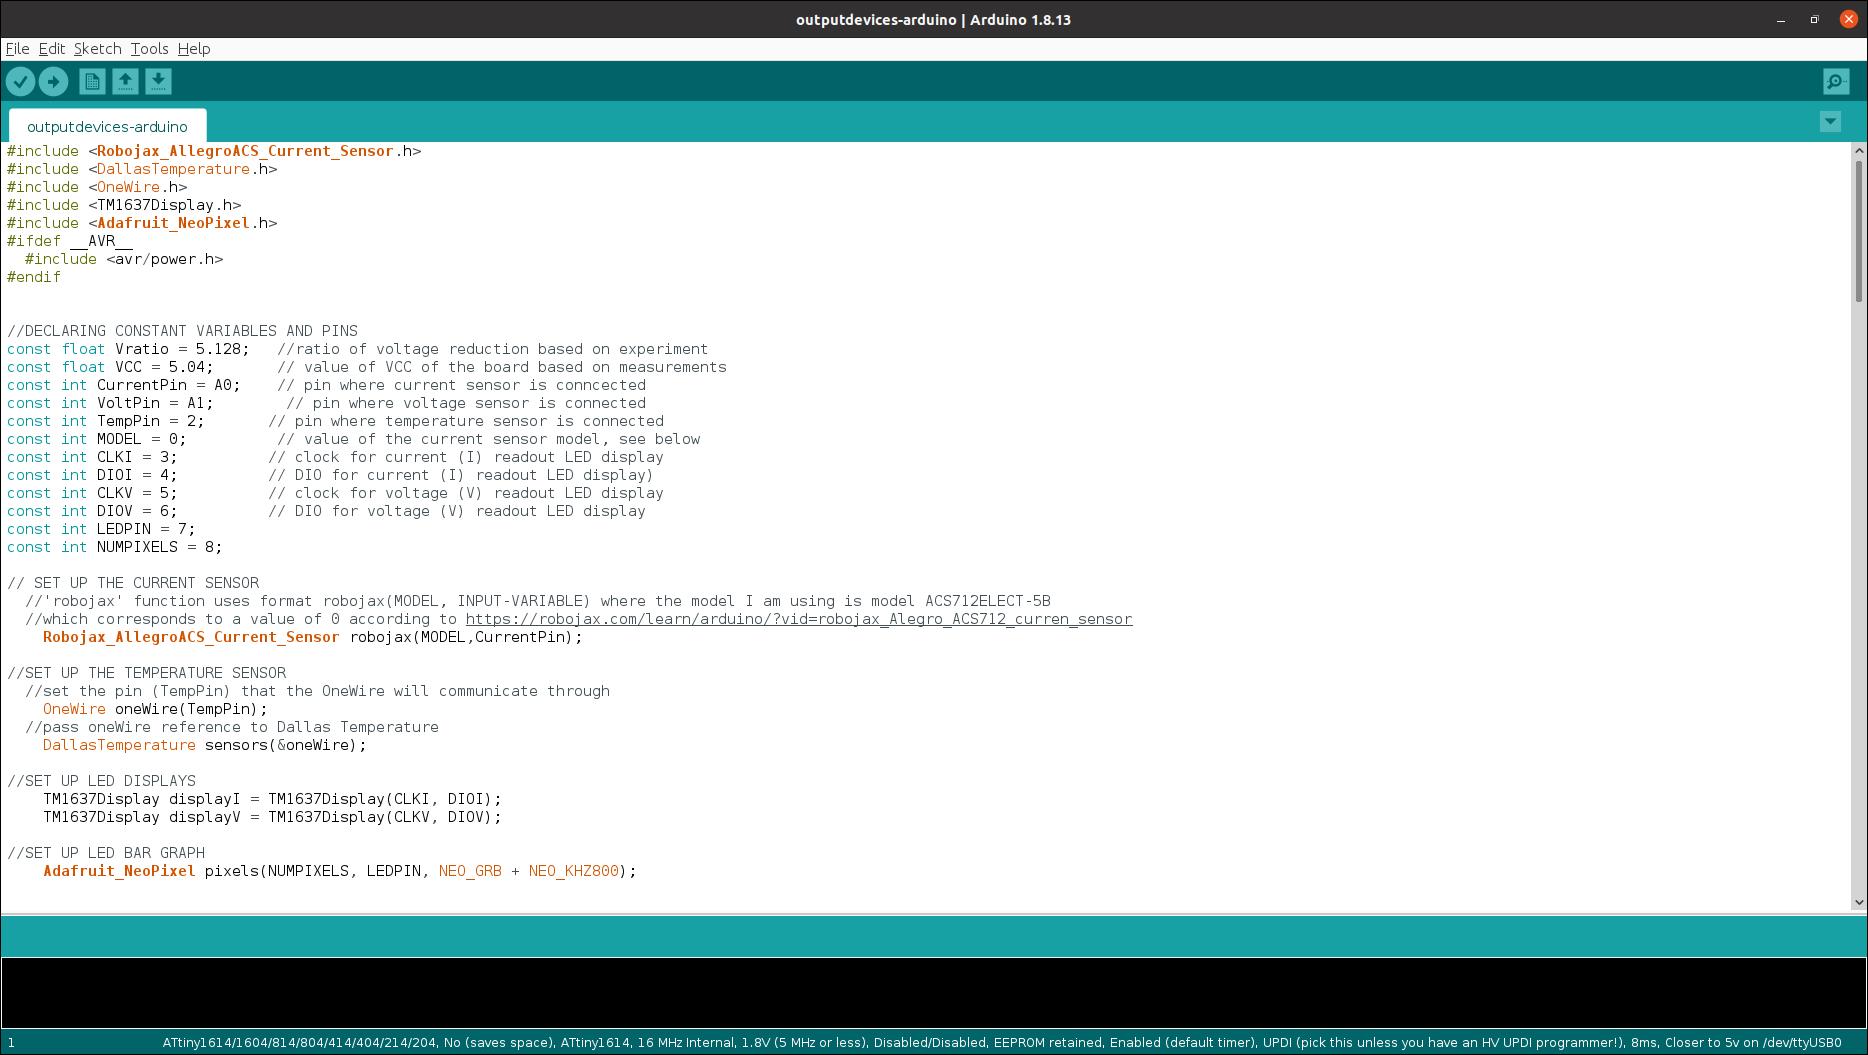 outputdevices-arduino | Arduino 1.8.13
File Edit Sketch Tools Help
outputdevices-arduino
#include <Robojax_AllegroACS_Current_Sensor.h>
#include <DallasTemperature.h>
#include <OneWire.h>
#include <TM1637Display.h>
#include <Adafruit_NeoPixel.h>
#ifdef __AVR__
  #include <avr/power.h>
#endif
//DECLARING CONSTANT VARIABLES AND PINS
const float Vratio = 5.128;   //ratio of voltage reduction based on experiment
const float VCC = 5.04;       // value of VCC of the board based on measurements
const int CurrentPin = A0;    // pin where current sensor is conncected
const int VoltPin = A1;        // pin where voltage sensor is connected
const int TempPin = 2;       // pin where temperature sensor is connected
const int MODEL = 0;          // value of the current sensor model, see below
const int CLKI = 3;          // clock for current (I) readout LED display
const int DIOI = 4;          // DIO for current (I) readout LED display)
const int CLKV = 5;          // clock for voltage (V) readout LED display
const int DIOV = 6;          // DIO for voltage (V) readout LED display
const int LEDPIN = 7;
const int NUMPIXELS = 8;
// SET UP THE CURRENT SENSOR
  //'robojax' function uses format robojax(MODEL, INPUT-VARIABLE) where the model I am using is model ACS712ELECT-5B
  //which corresponds to a value of 0 according to https://robojax.com/learn/arduino/?vid=robojax_Alegro_ACS712_curren_sensor
    Robojax_AllegroACS_Current_Sensor robojax(MODEL,CurrentPin);
//SET UP THE TEMPERATURE SENSOR
  //set the pin (TempPin) that the OneWire will communicate through
    OneWire oneWire(TempPin);
  //pass oneWire reference to Dallas Temperature
    DallasTemperature sensors(&oneWire);
//SET UP LED DISPLAYS
    TM1637Display displayI = TM1637Display(CLKI, DIOI);
    TM1637Display displayV = TM1637Display(CLKV, DIOV);
//SET UP LED BAR GRAPH
    Adafruit_NeoPixel pixels(NUMPIXELS, LEDPIN, NEO_GRB + NEO_KHZ800);
1 ATtiny1614/1604/814/804/414/404/214/204, No (saves space), ATtiny1614, 16 MHz Internal, 1.8V (5 MHz or less), Disabled/Disabled, EEPROM retained, Enabled (default timer), UPDI (pick this unless you have an HV UPDI programmer!), 8ms, Closer to 5v on /dev/ttyUSB0